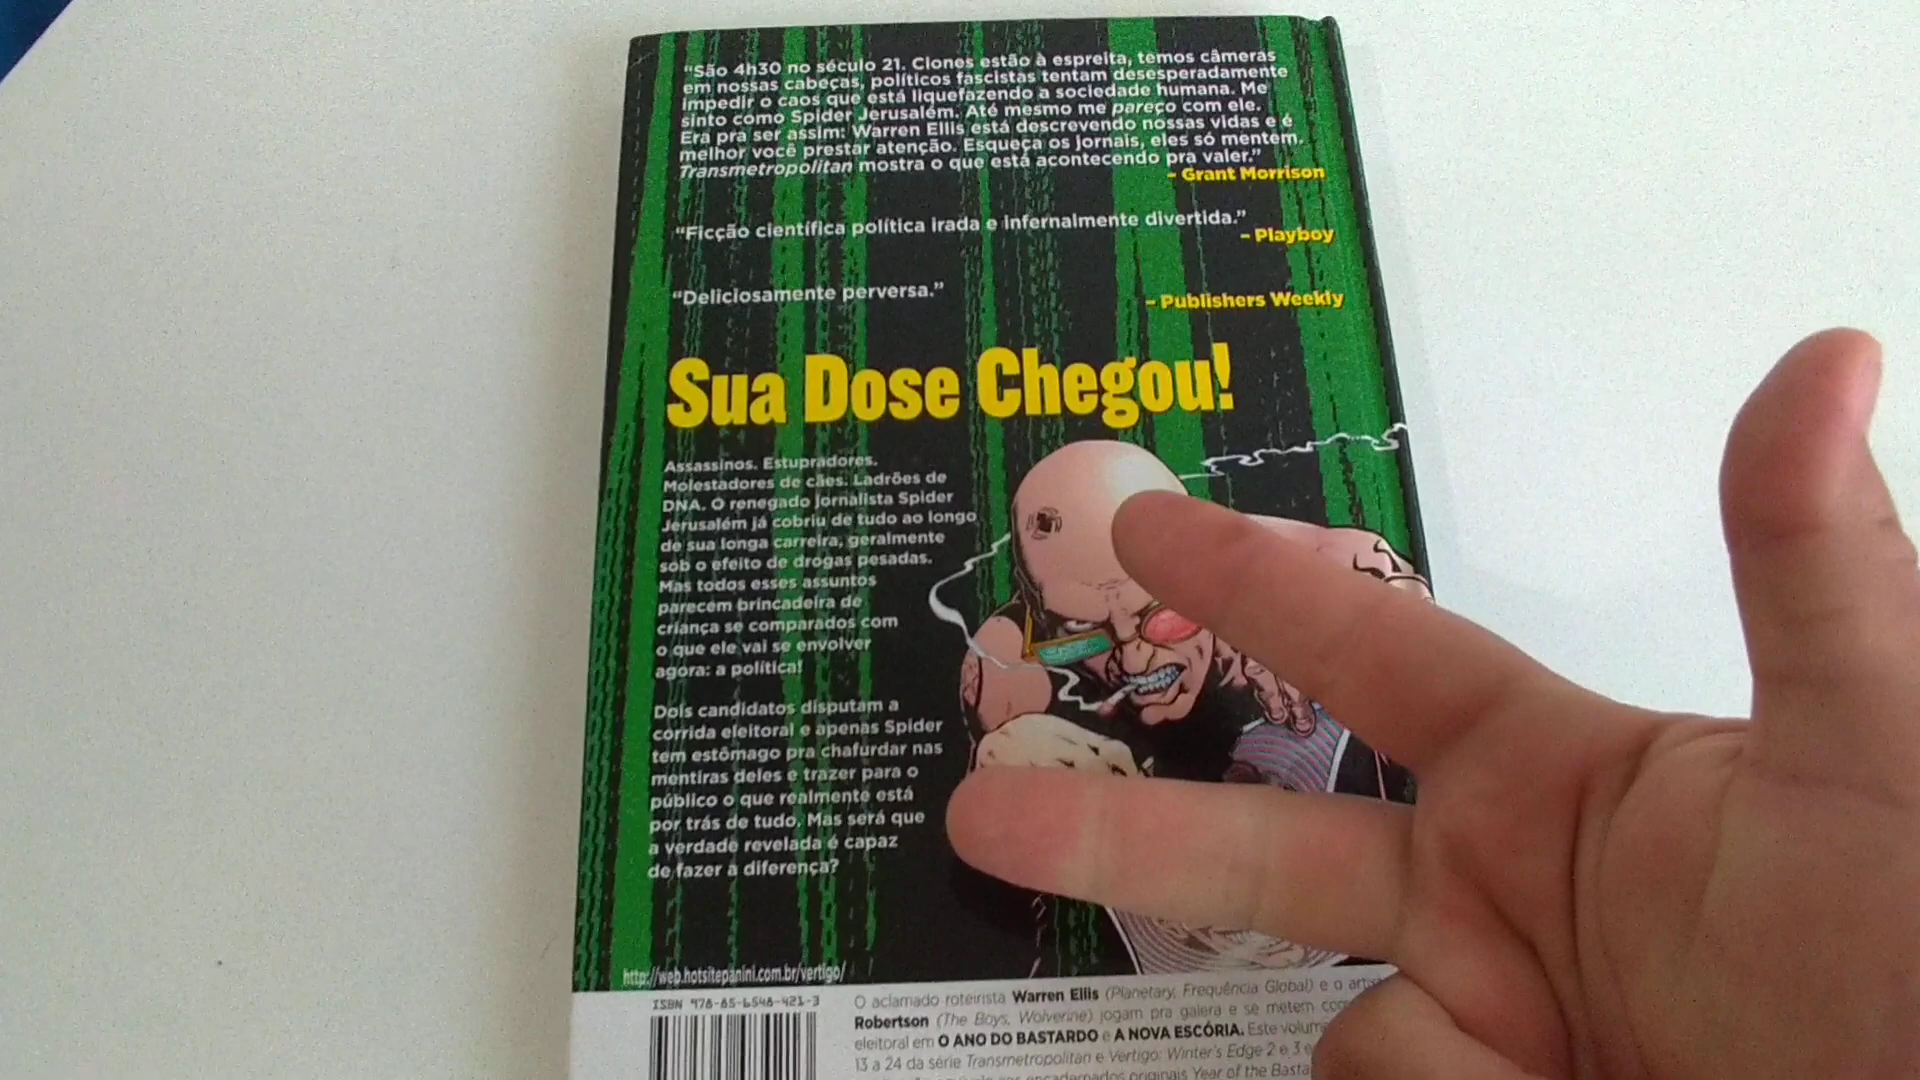 “São 4h30 no século 21. Clones estão à espreita, temos câmeras
em nossas cabeças, políticos fascistas tentam desesperadamente
impedir o caos que está liquefazendo a sociedade humana. Me
sinto como Spider Jerusalém. Até mesmo me pareço com ele.
Era pra ser assim: Warren Ellis está descrevendo nossas vidas e é
melhor você prestar atenção. Esqueça os jornais, eles só mentem.
Transmetropolitan mostra o que está acontecendo pra valer.”
– Grant Morrison
“Ficção científica política irada e infernalmente divertida.”
– Playboy
“Deliciosamente perversa.”
– Publishers Weekly
Sua Dose Chegou!
Assassinos. Estupradores.
Molestadores de cães. Ladrões de
DNA. O renegado jornalista Spider
Jerusalém já cobriu de tudo ao longo
de sua longa carreira, geralmente
sob o efeito de drogas pesadas.
Mas todos esses assuntos
parecem brincadeira de
criança se comparados com
o que ele vai se envolver
agora: a política!
Dois candidatos disputam a
corrida eleitoral e apenas Spider
tem estômago pra chafurdar nas
mentiras deles e trazer para o
público o que realmente está
por trás de tudo. Mas será que
a verdade revelada é capaz
de fazer a diferença?
http://web.hotsitepanini.com.br/vertigo/
ISBN 978-85-6548-421-3
O aclamado roteirista Warren Ellis (Planetary, Frequência Global) e o
Robertson (The Boys, Wolverine) jogam pra galera e se metem
eleitoral em O ANO DO BASTARDO e A NOVA ESCÓRIA. Este
13 a 24 da série Transmetropolitan e Vertigo: Winter's Edge 2 e 3
encadernados originais Year of the